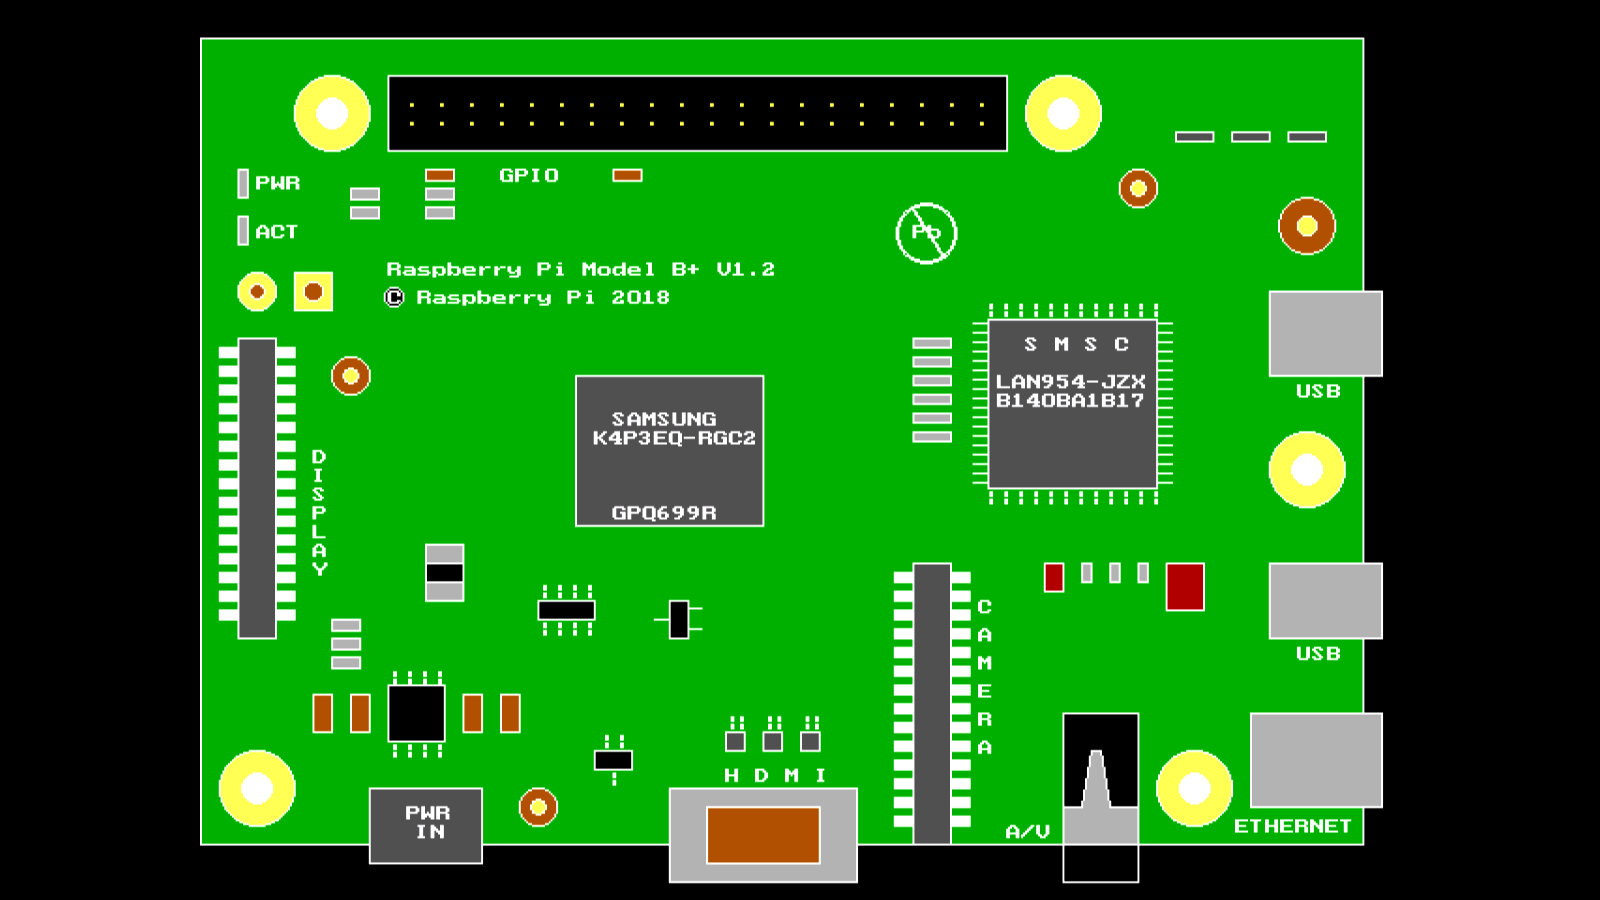 GPIO
PWR
ACT
Pb
Raspberry Pi Model B+ V1.2
© Raspberry Pi 2018
S M S C
LAN954-JZX
B140BA1B17
USB
SAMSUNG
K4P3EQ-RGC2
GPQ699R
DISPLAY
CAMERA
USB
H D M I
PWR
IN
A/V
ETHERNET